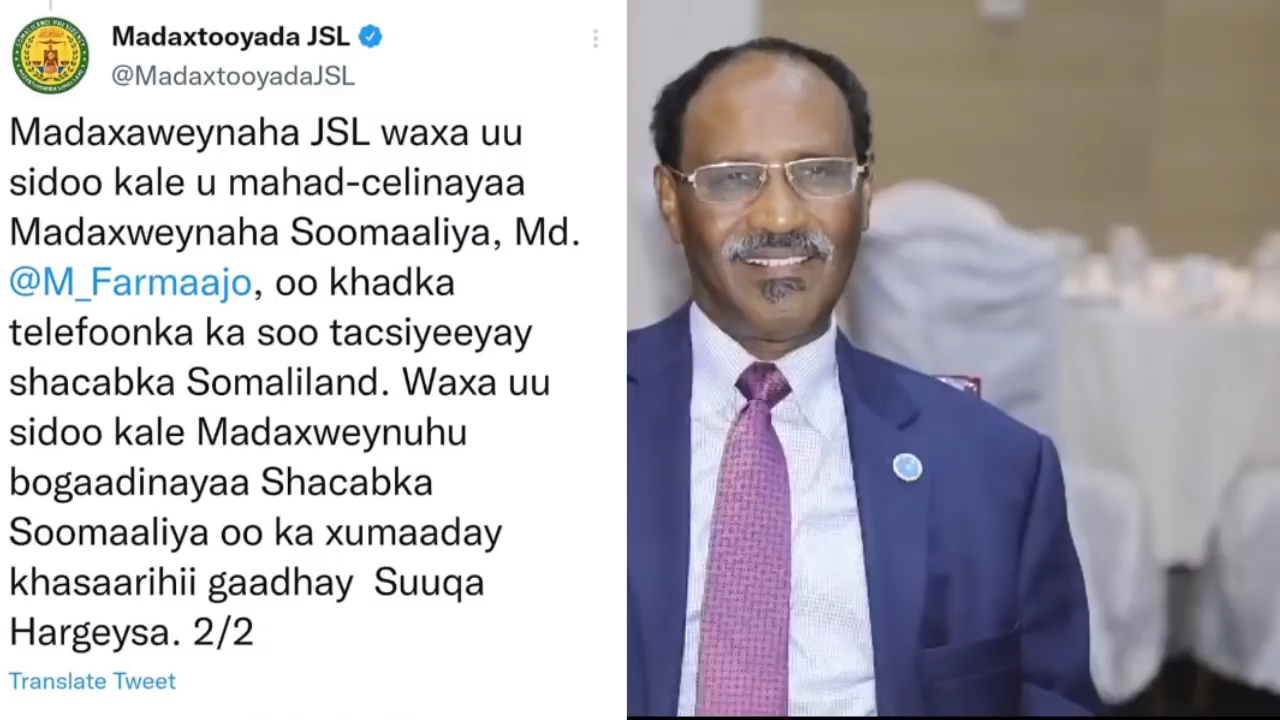 Madaxtooyada JSL
@MadaxtooyadaJSL
Madaxaweynaha JSL waxa uu
sidoo kale u mahad-celinayaa
Madaxweynaha Soomaaliya, Md.
@M_Farmaajo, oo khadka
telefoonka ka soo tacsiyeeyay
shacabka Somaliland. Waxa uu
sidoo kale Madaxweynuhu
bogaadinayaa Shacabka
Soomaaliya oo ka xumaaday
khasaarihii gaadhay Suuqa
Hargeysa. 2/2
Translate Tweet